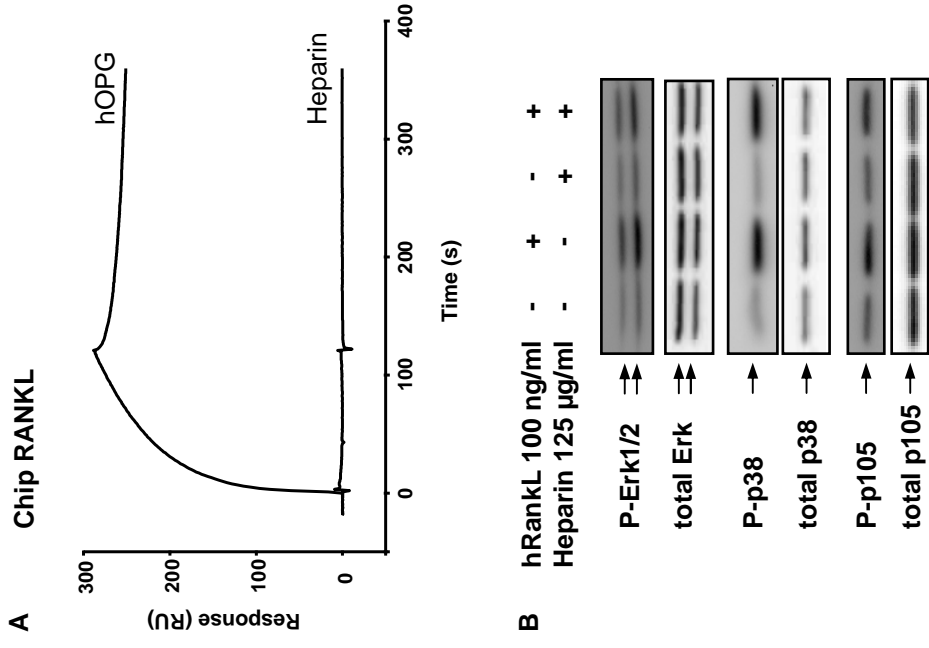 A
Chip RANKL
300
200
100
0
Response (RU)
hOPG
Heparin
0
100
200
300
400
Time (s)
B
hRankL 100 ng/ml - + - +
Heparin 125 µg/ml - - + +
P-Erk1/2
total Erk
P-p38
total p38
P-p105
total p105